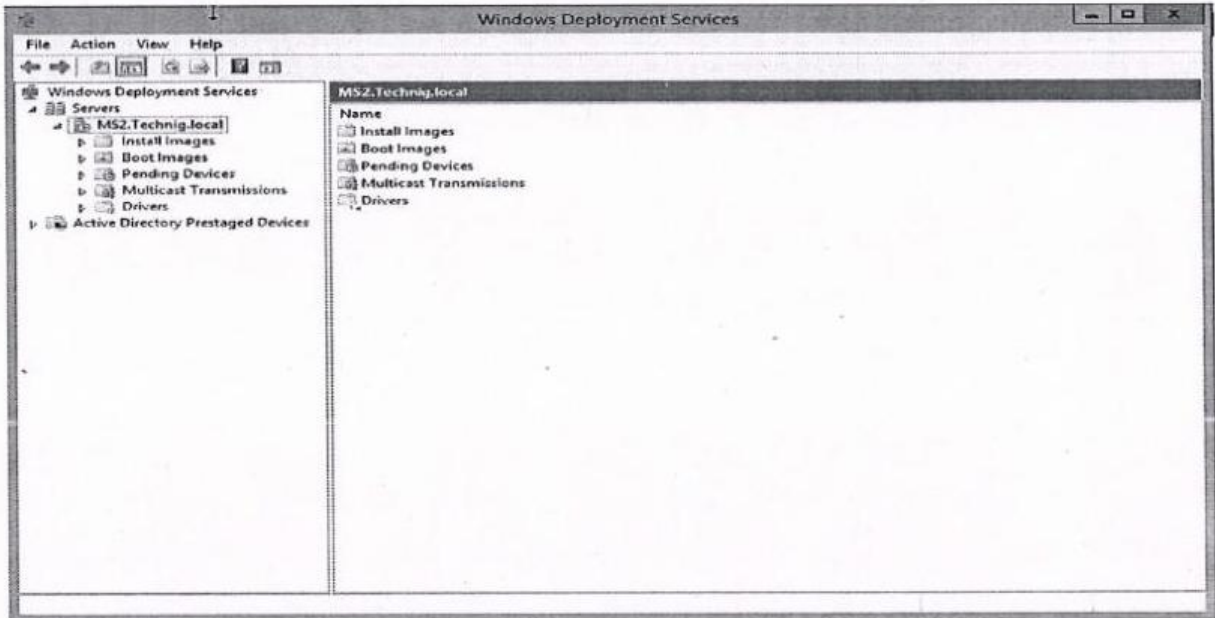 Windows Deployment Services
File Action View Help
Windows Deployment Services
Servers
MS2.Technig.local
Install Images
Boot Images
Pending Devices
Multicast Transmissions
Drivers
Active Directory Prestaged Devices
MS2.Technig.local
Name
Install Images
Boot Images
Pending Devices
Multicast Transmissions
Drivers